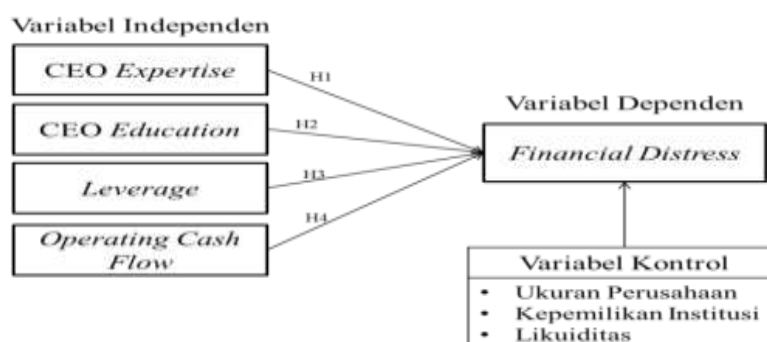 Variabel Independen
CEO Expertise
H1
CEO Education
H2
Leverage
H3
Operating Cash
Flow
H4
Variabel Dependen
Financial Distress
Variabel Kontrol
• Ukuran Perusahaan
• Kepemilikan Institusi
• Likuiditas